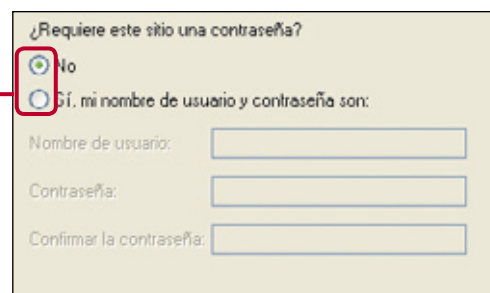 ¿Requiere este sitio una contraseña?
No
Sí, mi nombre de usuario y contraseña son:
Nombre de usuario:
Contraseña:
Confirmar la contraseña: